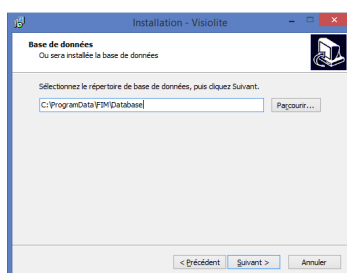 Installation - Visiolite
Base de données
Ou sera installée la base de données
Sélectionnez le répertoire de base de données, puis cliquez Suivant.
C:\ProgramData\FIM\Database
Parcourir...
< Précédent
Suivant >
Annuler